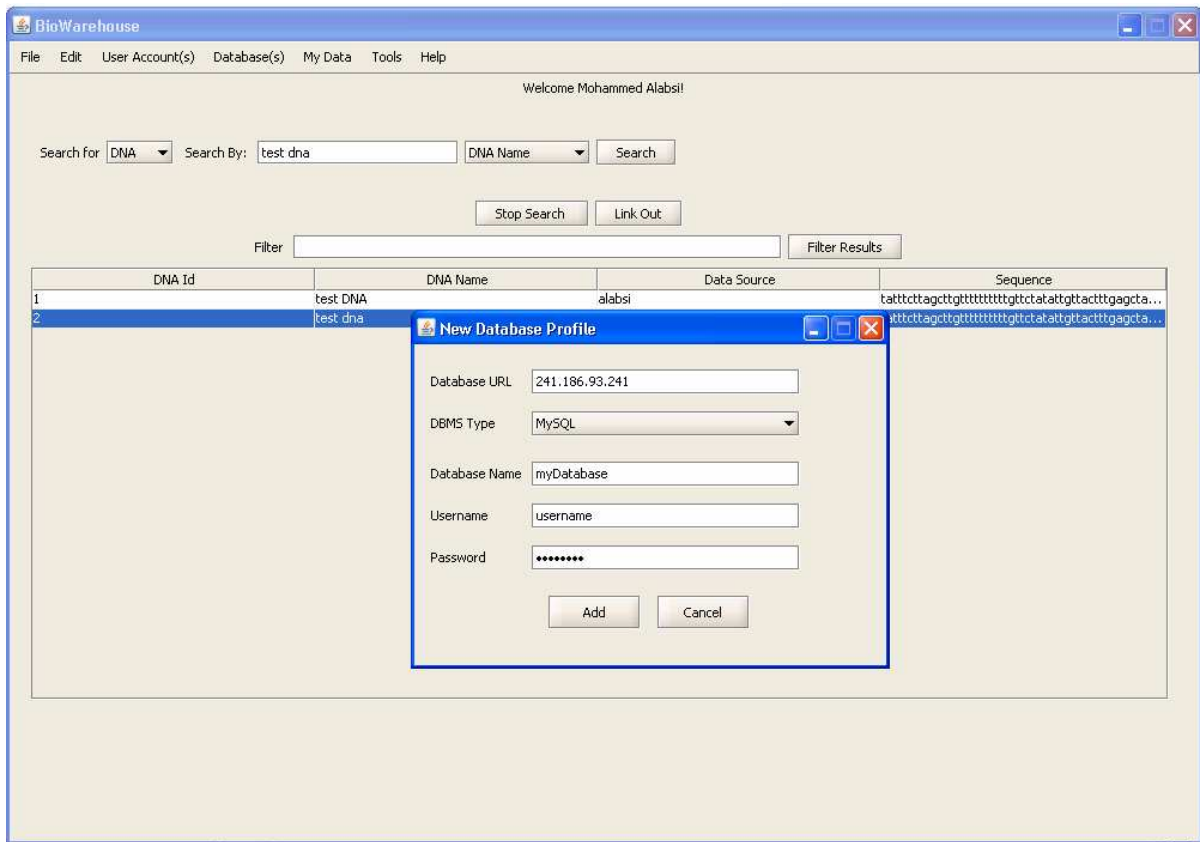 BioWarehouse
File Edit User Account(s) Database(s) My Data Tools Help
Welcome Mohammed Alabsi!
Search for DNA Search By: test dna DNA Name Search
Stop Search Link Out
Filter Filter Results
DNA Id DNA Name Data Source Sequence
1 test DNA alabsi
2 test dna
New Database Profile
Database URL 241.186.93.241
DBMS Type MySQL
Database Name myDatabase
Username username
Password ••••••••
Add Cancel